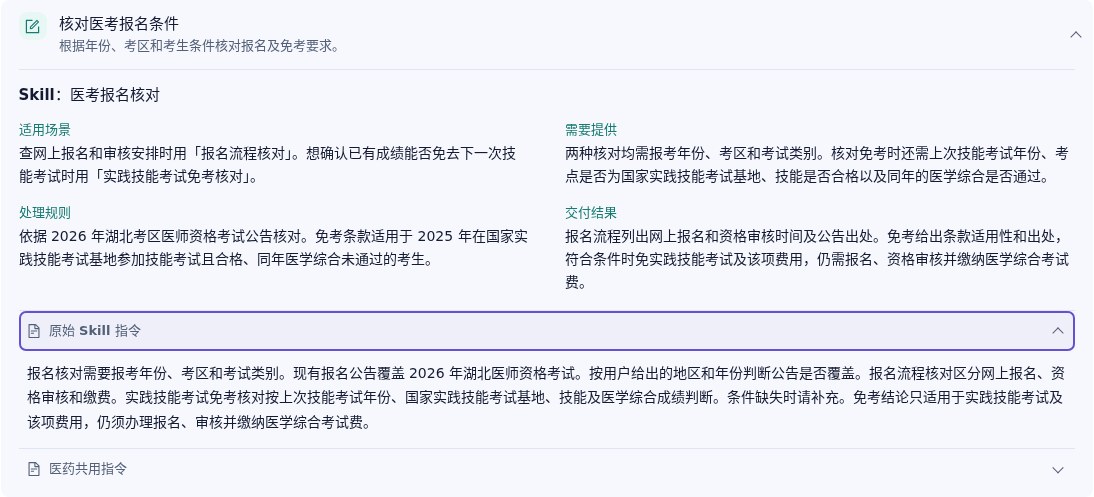 核对医考报名条件
根据年份、考区和考生条件核对报名及免考要求。
Skill：医考报名核对
适用场景
查网上报名和审核安排时用「报名流程核对」。想确认已有成绩能否免去下一次技
能考试时用「实践技能考试免考核对」。
需要提供
两种核对均需报考年份、考区和考试类别。核对免考时还需上次技能考试年份、考
点是否为国家实践技能考试基地、技能是否合格以及同年的医学综合是否通过。
处理规则
依据 2026 年湖北考区医师资格考试公告核对。免考条款适用于 2025 年在国家实
践技能考试基地参加技能考试且合格、同年医学综合未通过的考生。
交付结果
报名流程列出网上报名和资格审核时间及公告出处。免考给出条款适用性和出处，
符合条件时免实践技能考试及该项费用，仍需报名、资格审核并缴纳医学综合考试
费。
原始 Skill 指令
报名核对需要报考年份、考区和考试类别。现有报名公告覆盖 2026 年湖北医师资格考试。按用户给出的地区和年份判断公告是否覆盖。报名流程核对区分网上报名、资
格审核和缴费。实践技能考试免考核对按上次技能考试年份、国家实践技能考试基地、技能及医学综合成绩判断。条件缺失时请补充。免考结论只适用于实践技能考试及
该项费用，仍须办理报名、审核并缴纳医学综合考试费。
医药共用指令